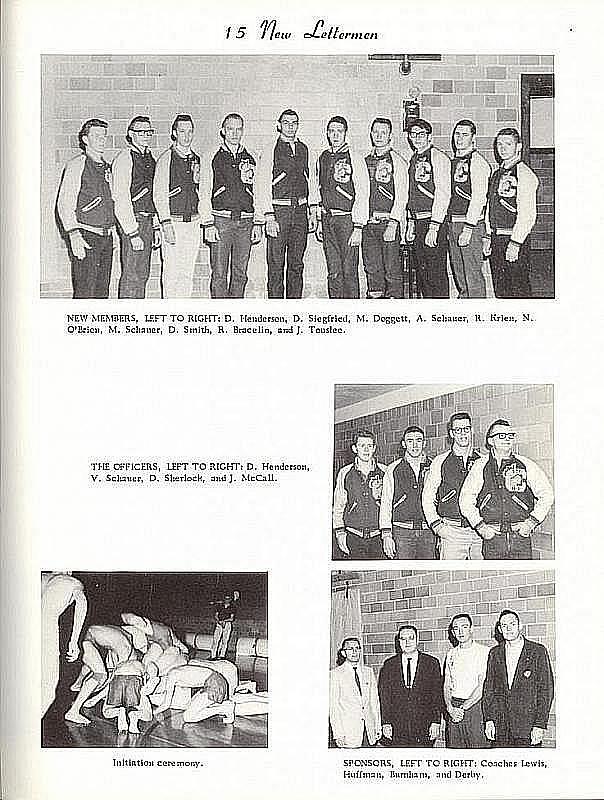 15 New Lettermen
NEW MEMBERS, LEFT TO RIGHT: D. Henderson, D. Siegfried, M. Doggett, A. Schauer, R. Krien, N.
O'Brien, M. Schauer, D. Smith, R. Bracelin, and J. Touslee.
THE OFFICERS, LEFT TO RIGHT: D. Henderson,
V. Schauer, D. Sherlock, and J. McCall.
Initiation ceremony.
SPONSORS, LEFT TO RIGHT: Coaches Lewis,
Huffman, Burnham, and Derby.